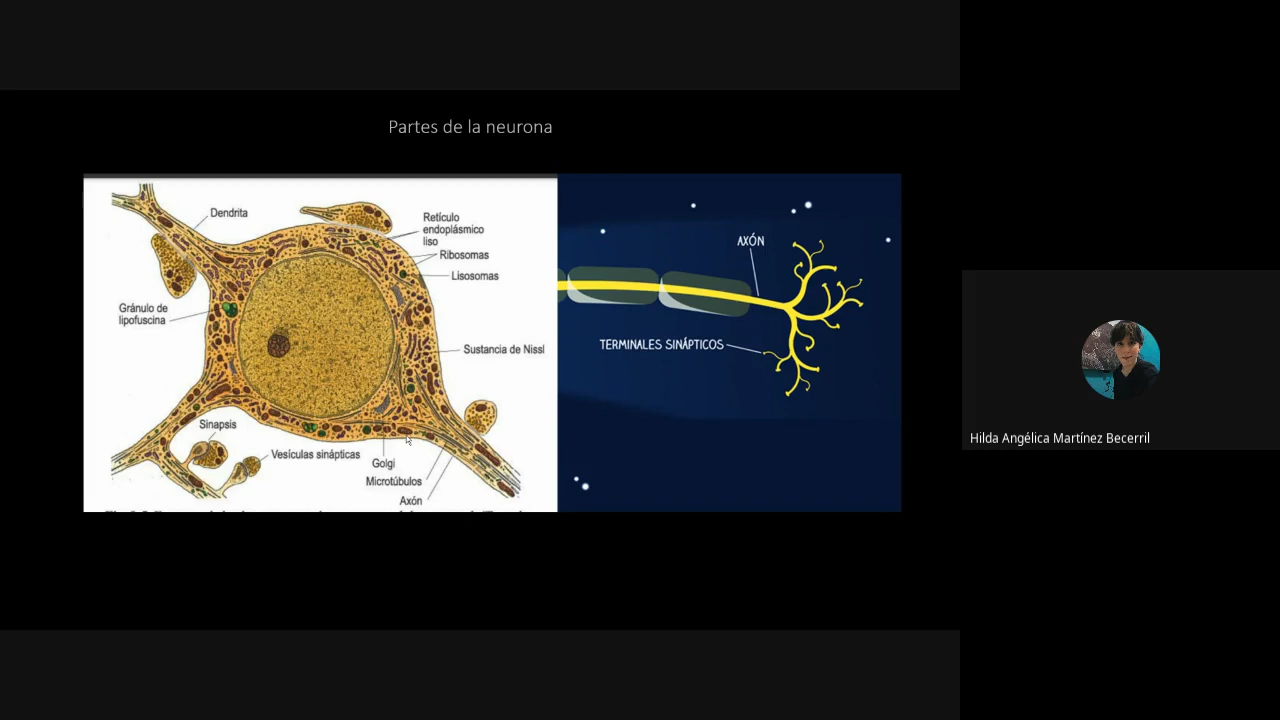 Partes de la neurona
Dendrita
Retículo
endoplásmico
liso
Ribosomas
Lisosomas
Gránulo de
lipofuscina
Sustancia de Nissl
Sinapsis
Vesículas sinápticas
Golgi
Microtúbulos
Axón
AXÓN
TERMINALES SINÁPTICOS
Hilda Angélica Martínez Becerril